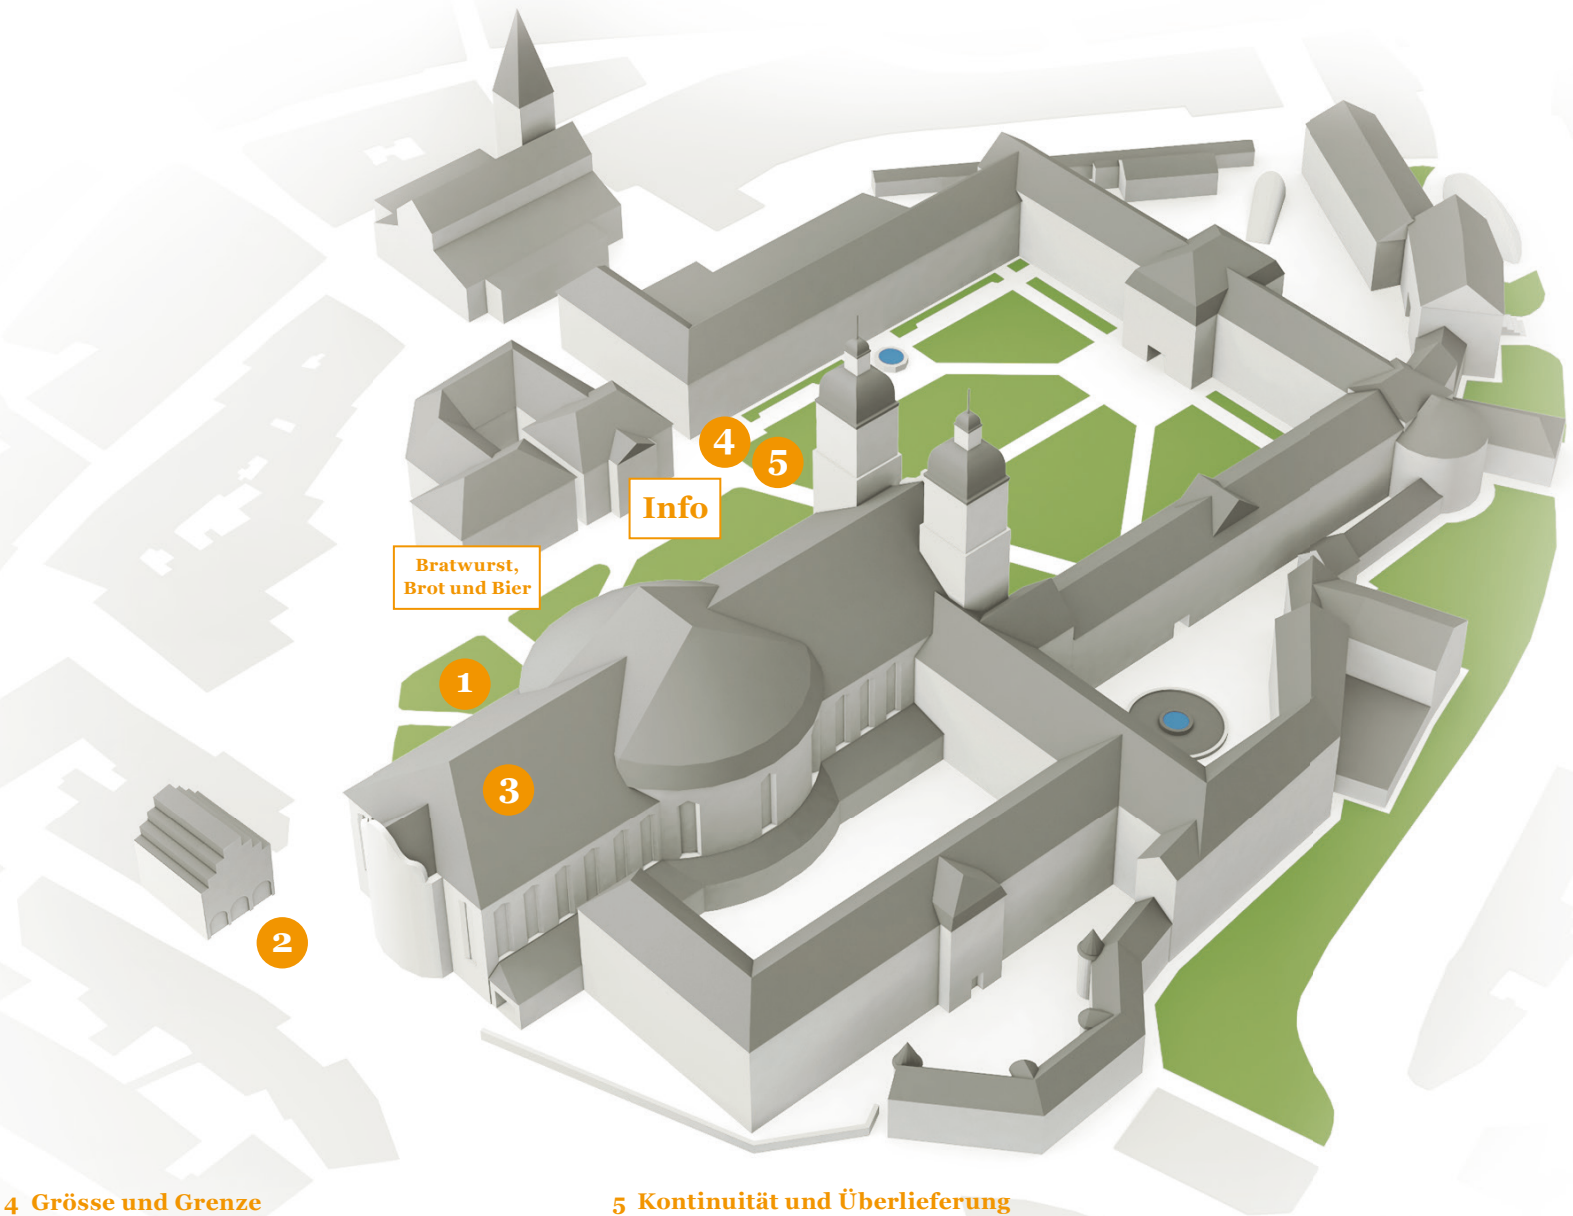 4
5
Info
Bratwurst,
Brot und Bier
1
3
2
4 Grösse und Grenze
5 Kontinuität und Überlieferung